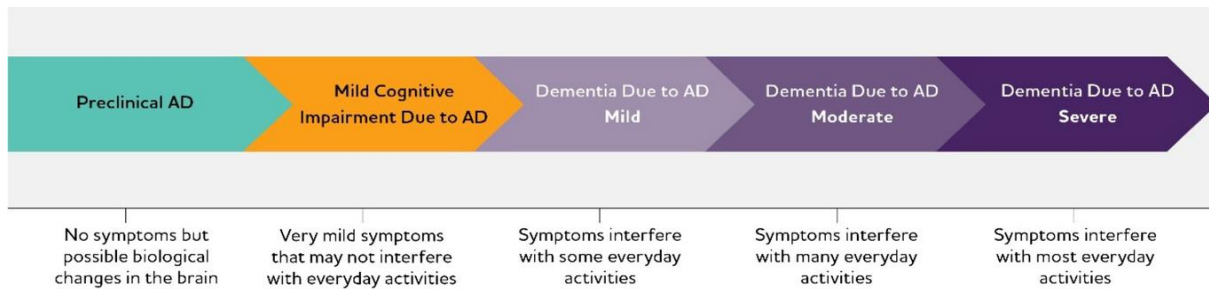 Preclinical AD
Mild Cognitive
Impairment Due to AD
Dementia Due to AD
Mild
Dementia Due to AD
Moderate
Dementia Due to AD
Severe
No symptoms but
possible biological
changes in the brain
Very mild symptoms
that may not interfere
with everyday activities
Symptoms interfere
with some everyday
activities
Symptoms interfere
with many everyday
activities
Symptoms interfere
with most everyday
activities